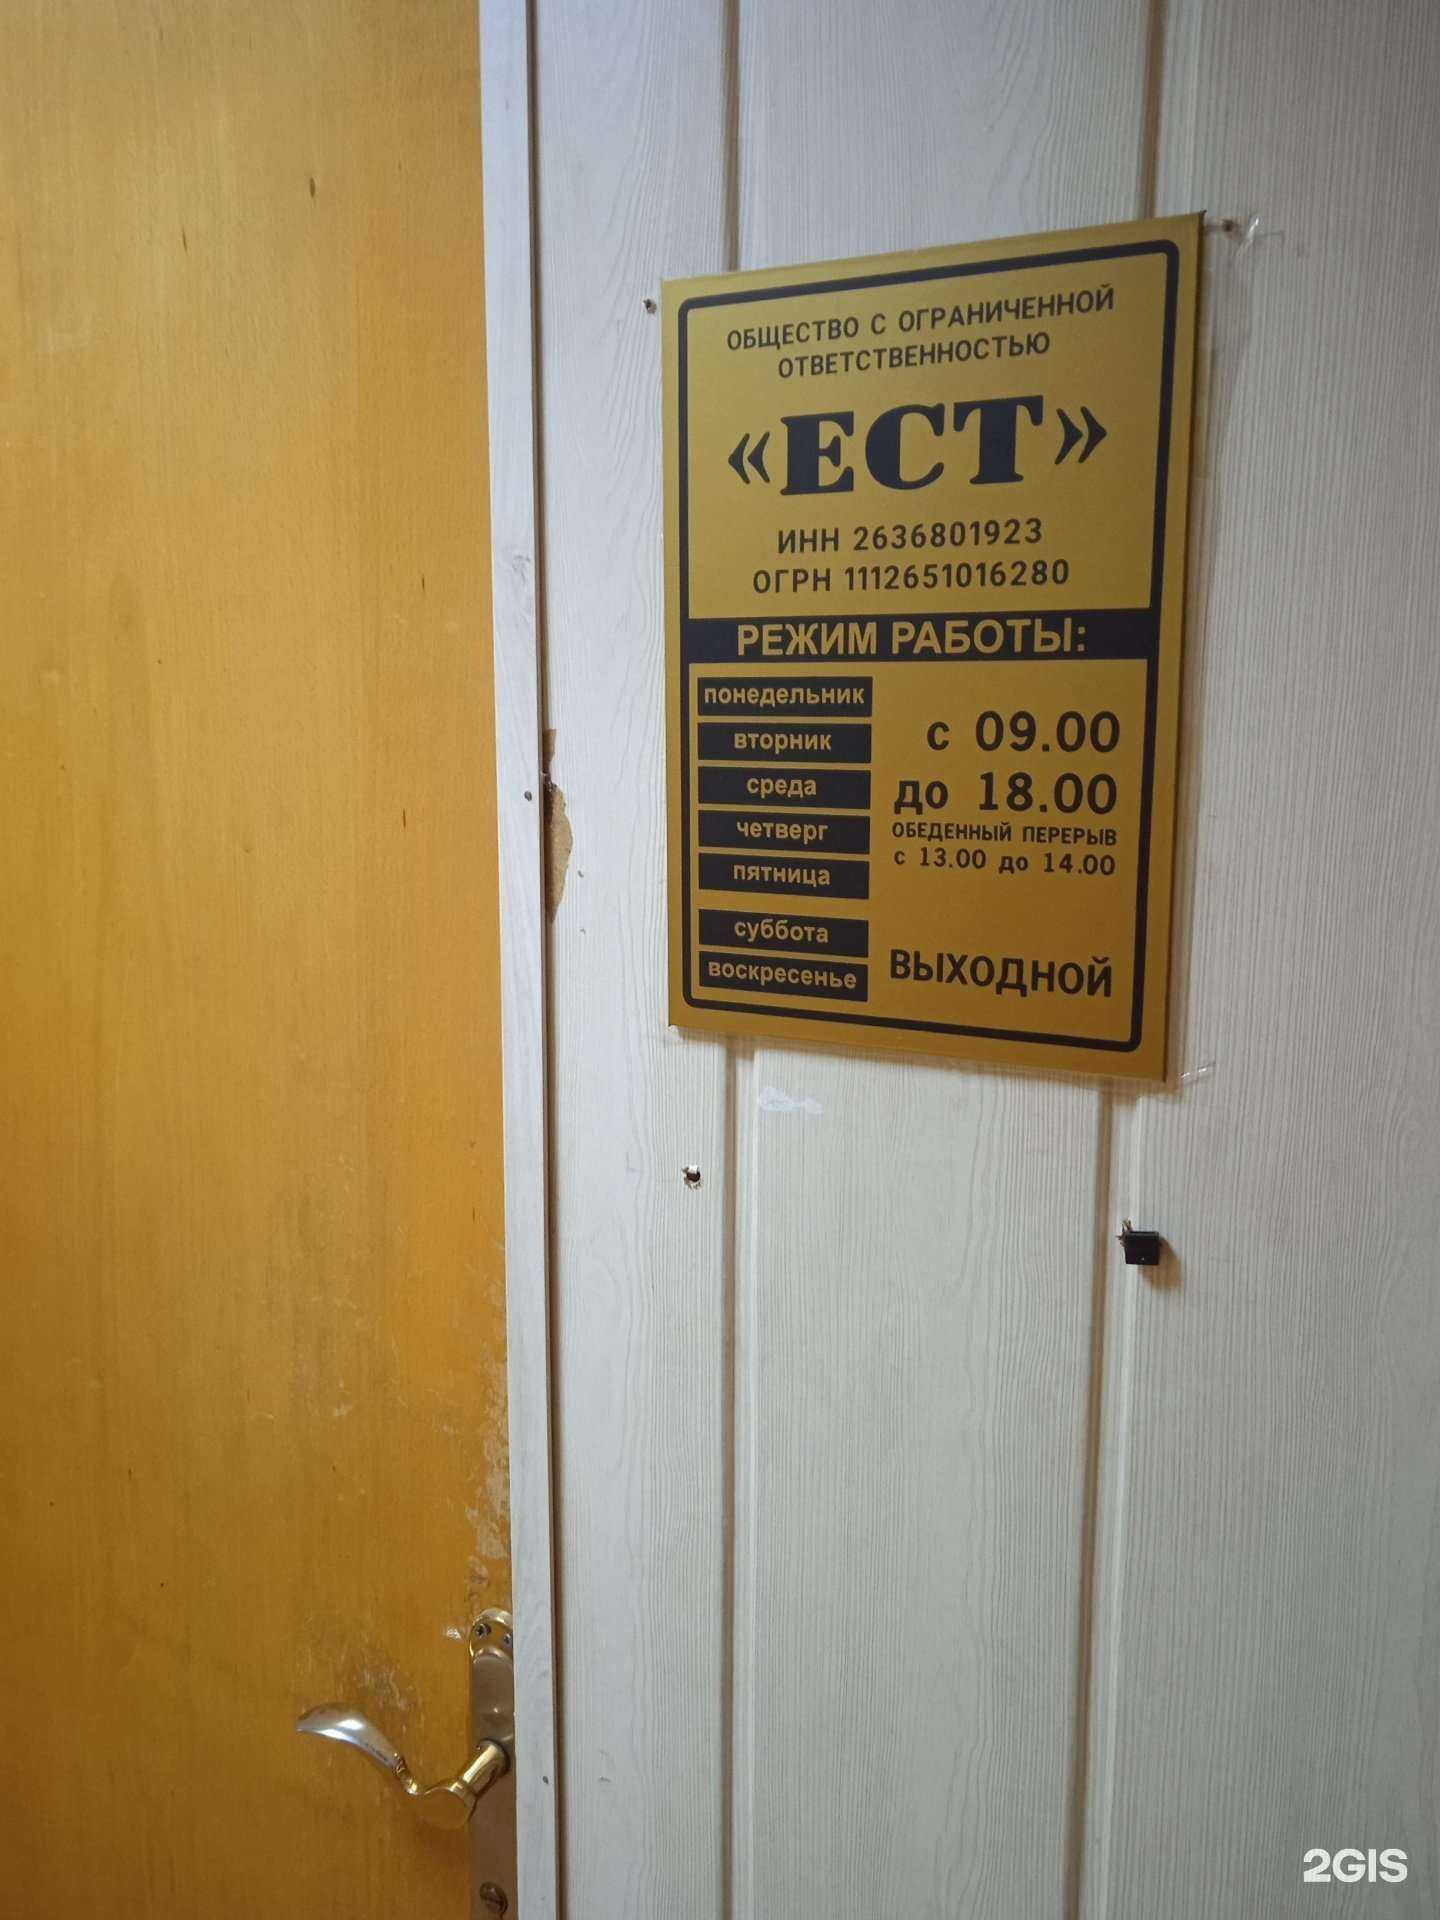 ОБЩЕСТВО С ОГРАНИЧЕННОЙ
ОТВЕТСТВЕННОСТЬЮ
«ЕСТ»
ИНН 2636801923
ОГРН 1112651016280
РЕЖИМ РАБОТЫ:
понедельник
вторник
среда
четверг
пятница
с 09.00
до 18.00
ОБЕДЕННЫЙ ПЕРЕРЫВ
с 13.00 до 14.00
суббота
воскресенье
ВЫХОДНОЙ
2GIS